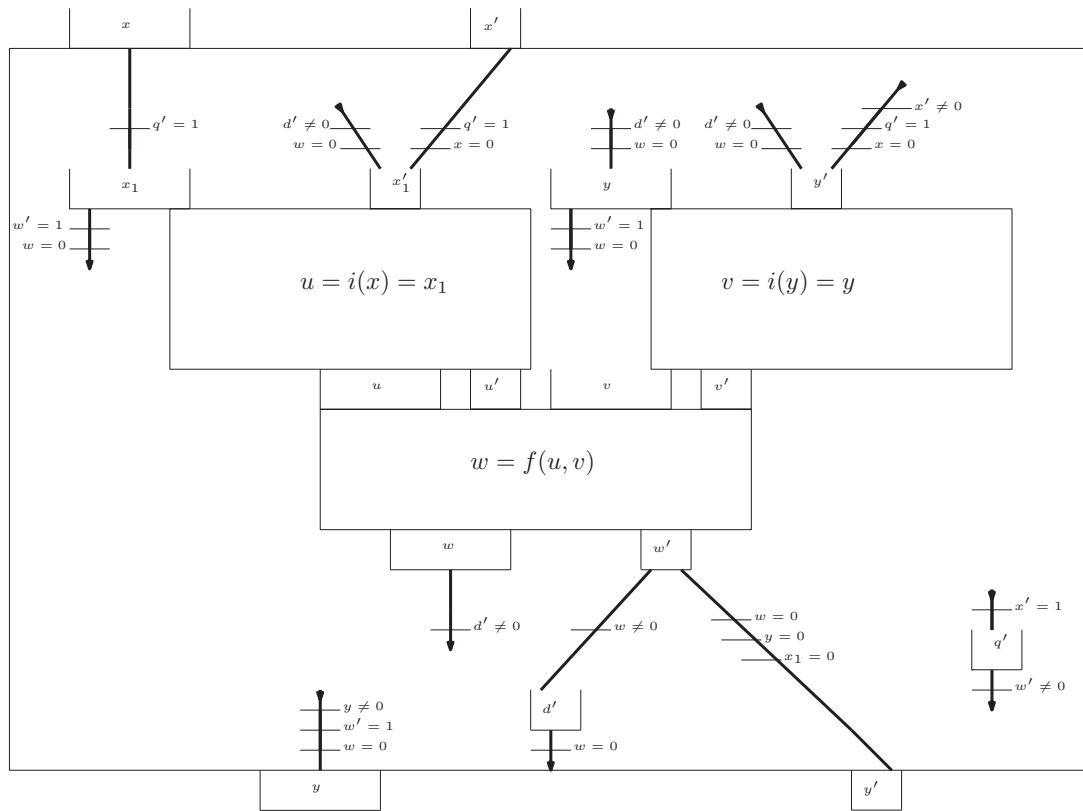 x x′
x′ ≠ 0
q′ = 1 d′ ≠ 0 q′ = 1 d′ ≠ 0 d′ ≠ 0 q′ = 1
w = 0 x = 0 w = 0 w = 0 x = 0
x₁ x′₁ y y′
w′ = 1 w′ = 1
w = 0 w = 0
u = i(x) = x₁ v = i(y) = y
u u′ v v′
w = f(u, v)
w w′
x′ = 1
w = 0
d′ ≠ 0 w ≠ 0
y = 0 q′
x₁ = 0
w′ ≠ 0
y ≠ 0 d′
w′ = 1
w = 0 w = 0
y y′